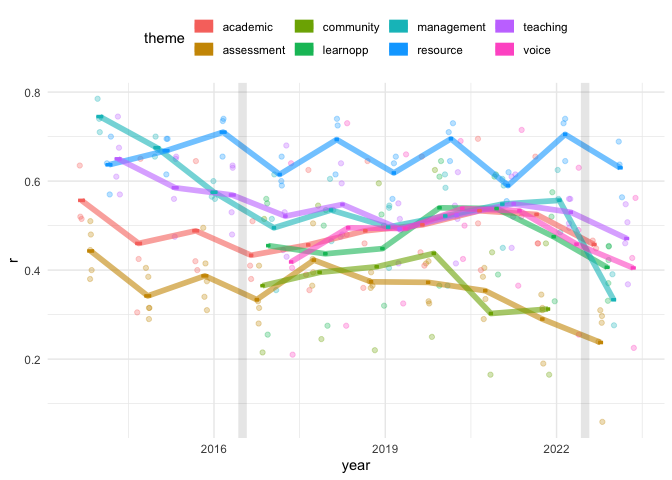 theme
academic
community
management
teaching
assessment
learnopp
resource
voice
0.8
0.6
0.4
0.2
r
2016
2019
2022
year